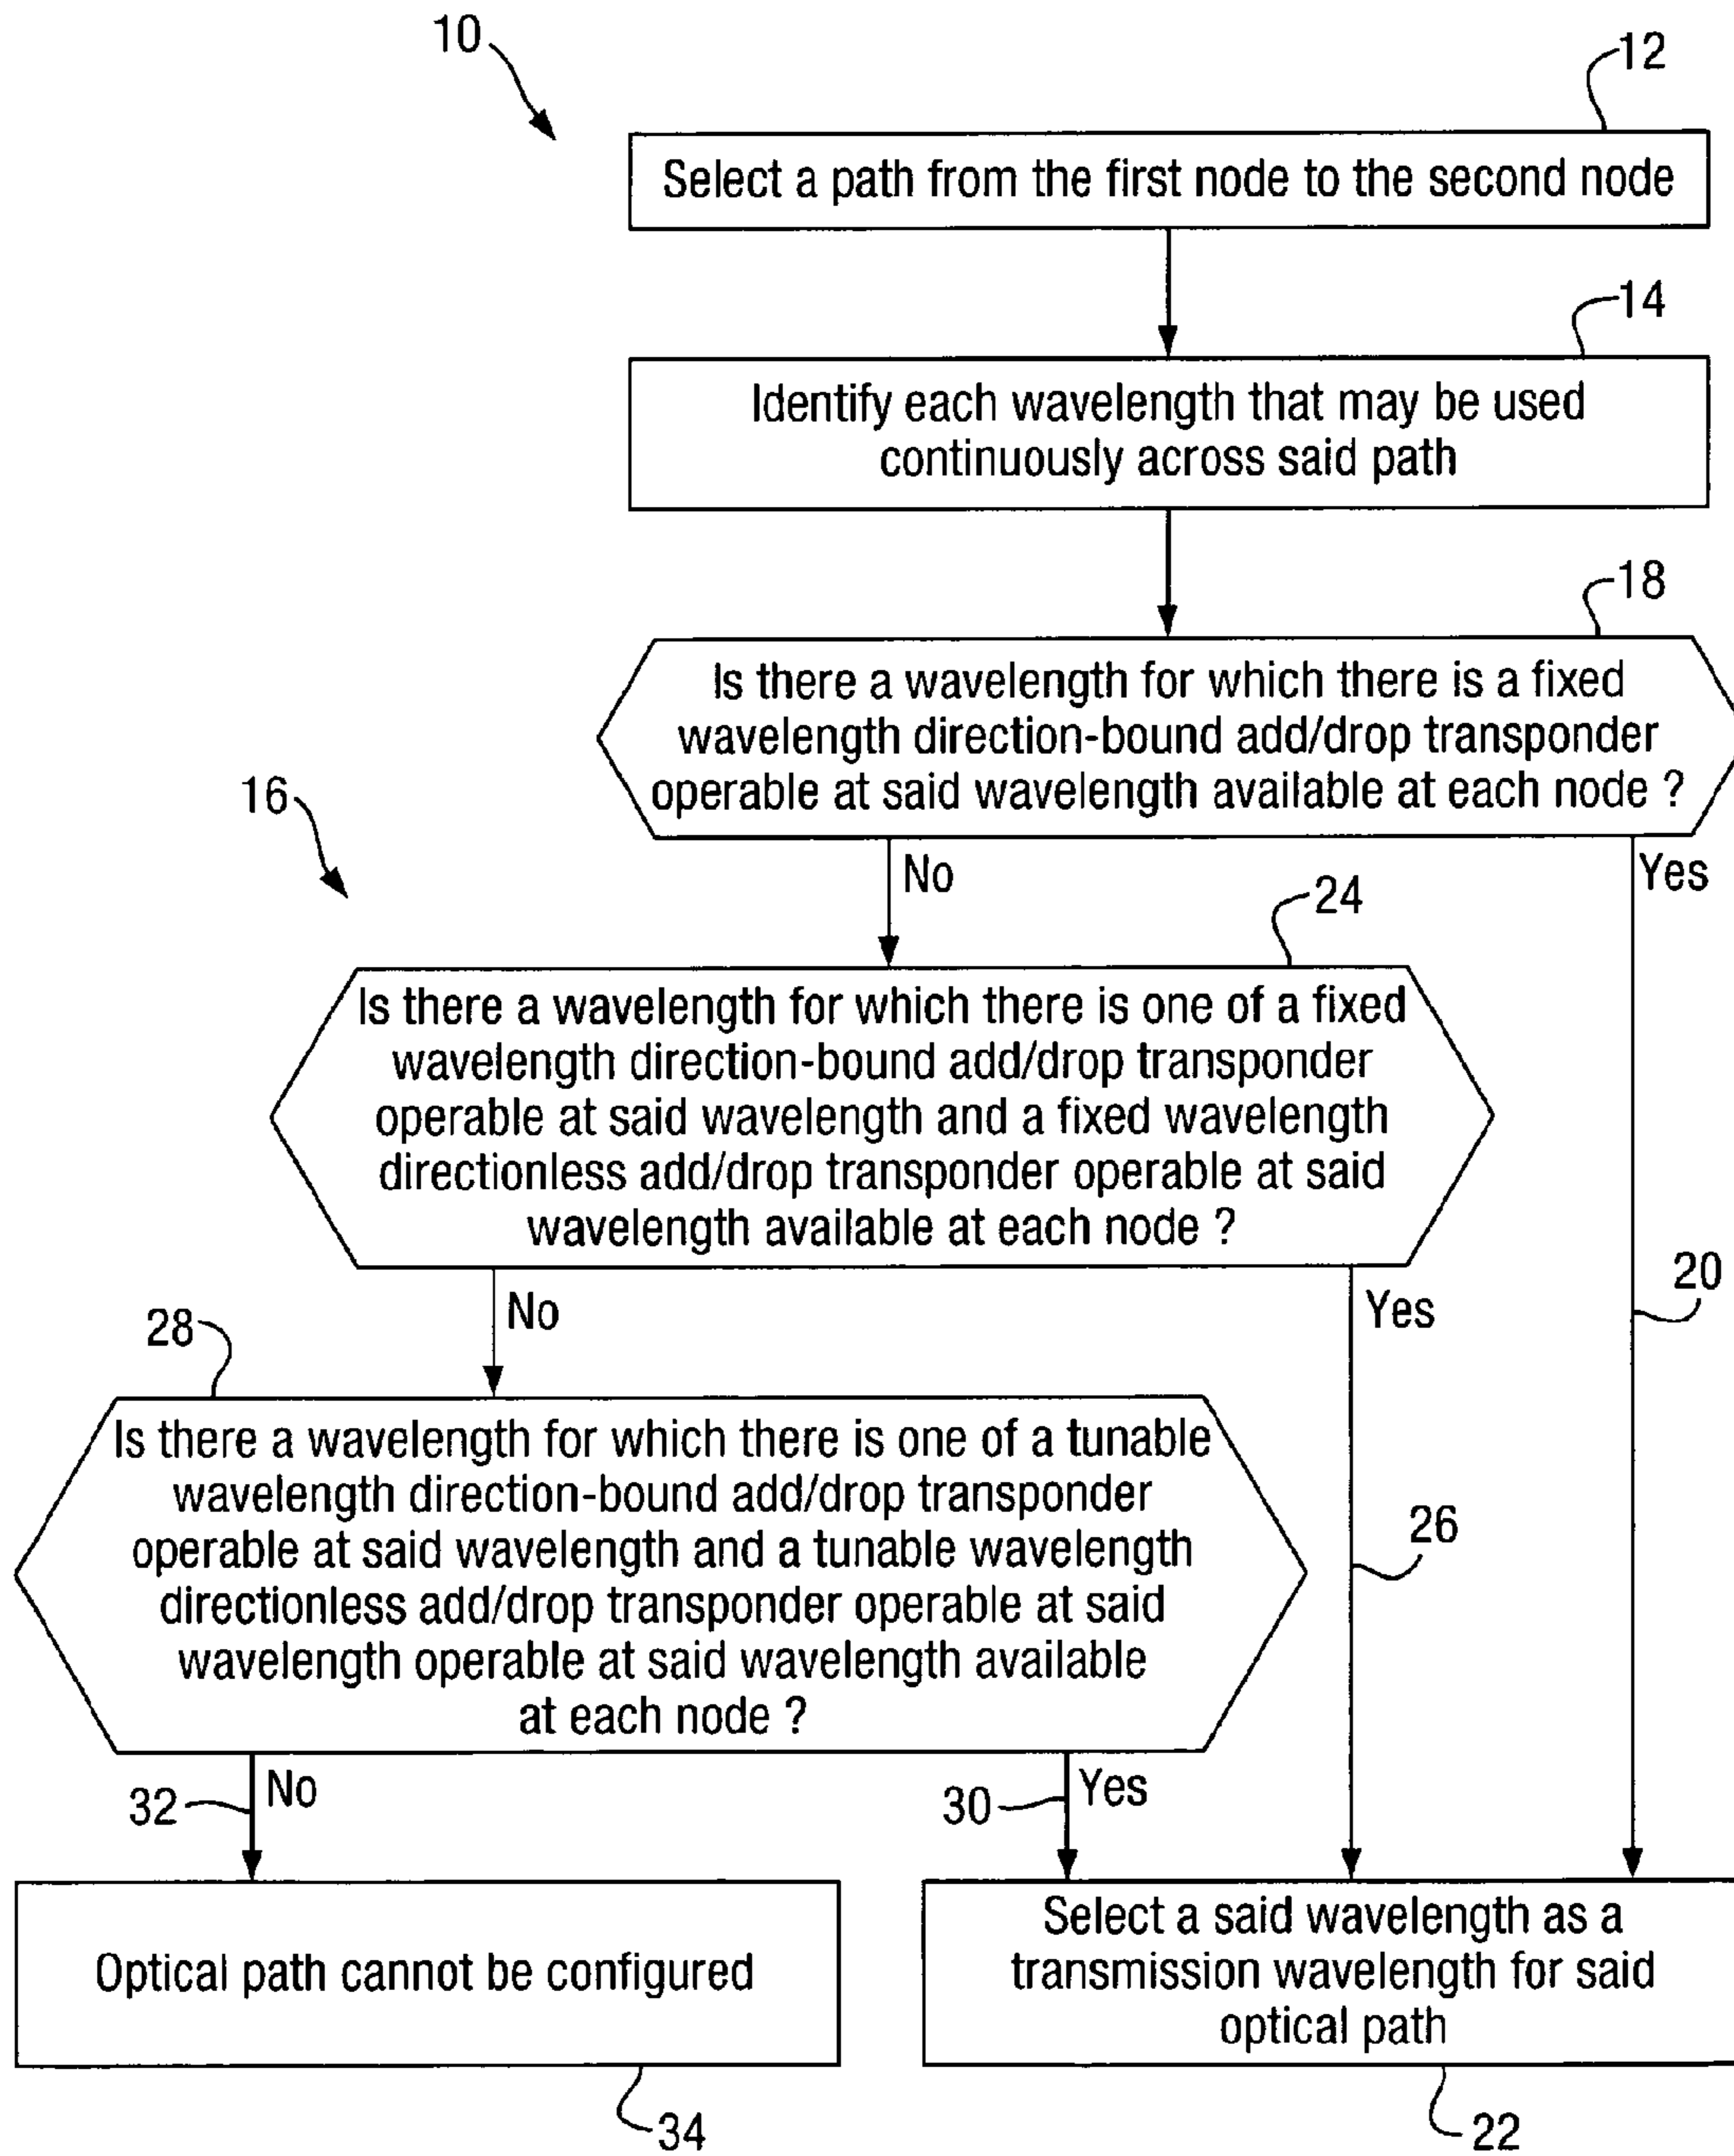 10
12
Select a path from the first node to the second node
14
Identify each wavelength that may be used
continuously across said path
18
Is there a wavelength for which there is a fixed
wavelength direction-bound add/drop transponder
operable at said wavelength available at each node ?
16
No
Yes
24
Is there a wavelength for which there is one of a fixed
wavelength direction-bound add/drop transponder
operable at said wavelength and a fixed wavelength
directionless add/drop transponder operable at said
wavelength available at each node ?
20
No
Yes
28
Is there a wavelength for which there is one of a tunable
wavelength direction-bound add/drop transponder
operable at said wavelength and a tunable wavelength
directionless add/drop transponder operable at said
wavelength operable at said wavelength available
at each node ?
26
32
No
30
Yes
Optical path cannot be configured
Select a said wavelength as a
transmission wavelength for said
optical path
34
22